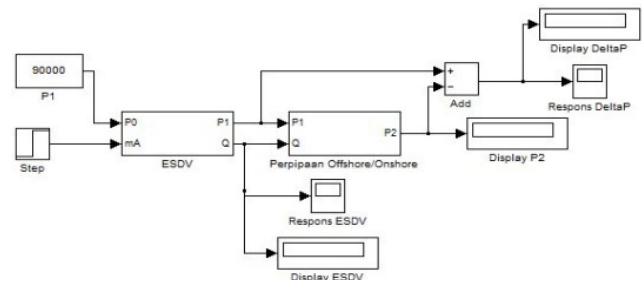 Display DeltaP
90000
P1
+
−
Add
Respons DeltaP
P0
P1
mA
Q
ESDV
P1
P2
Q
Perpipaan Offshore/Onshore
Display P2
Step
Respons ESDV
Display ESDV